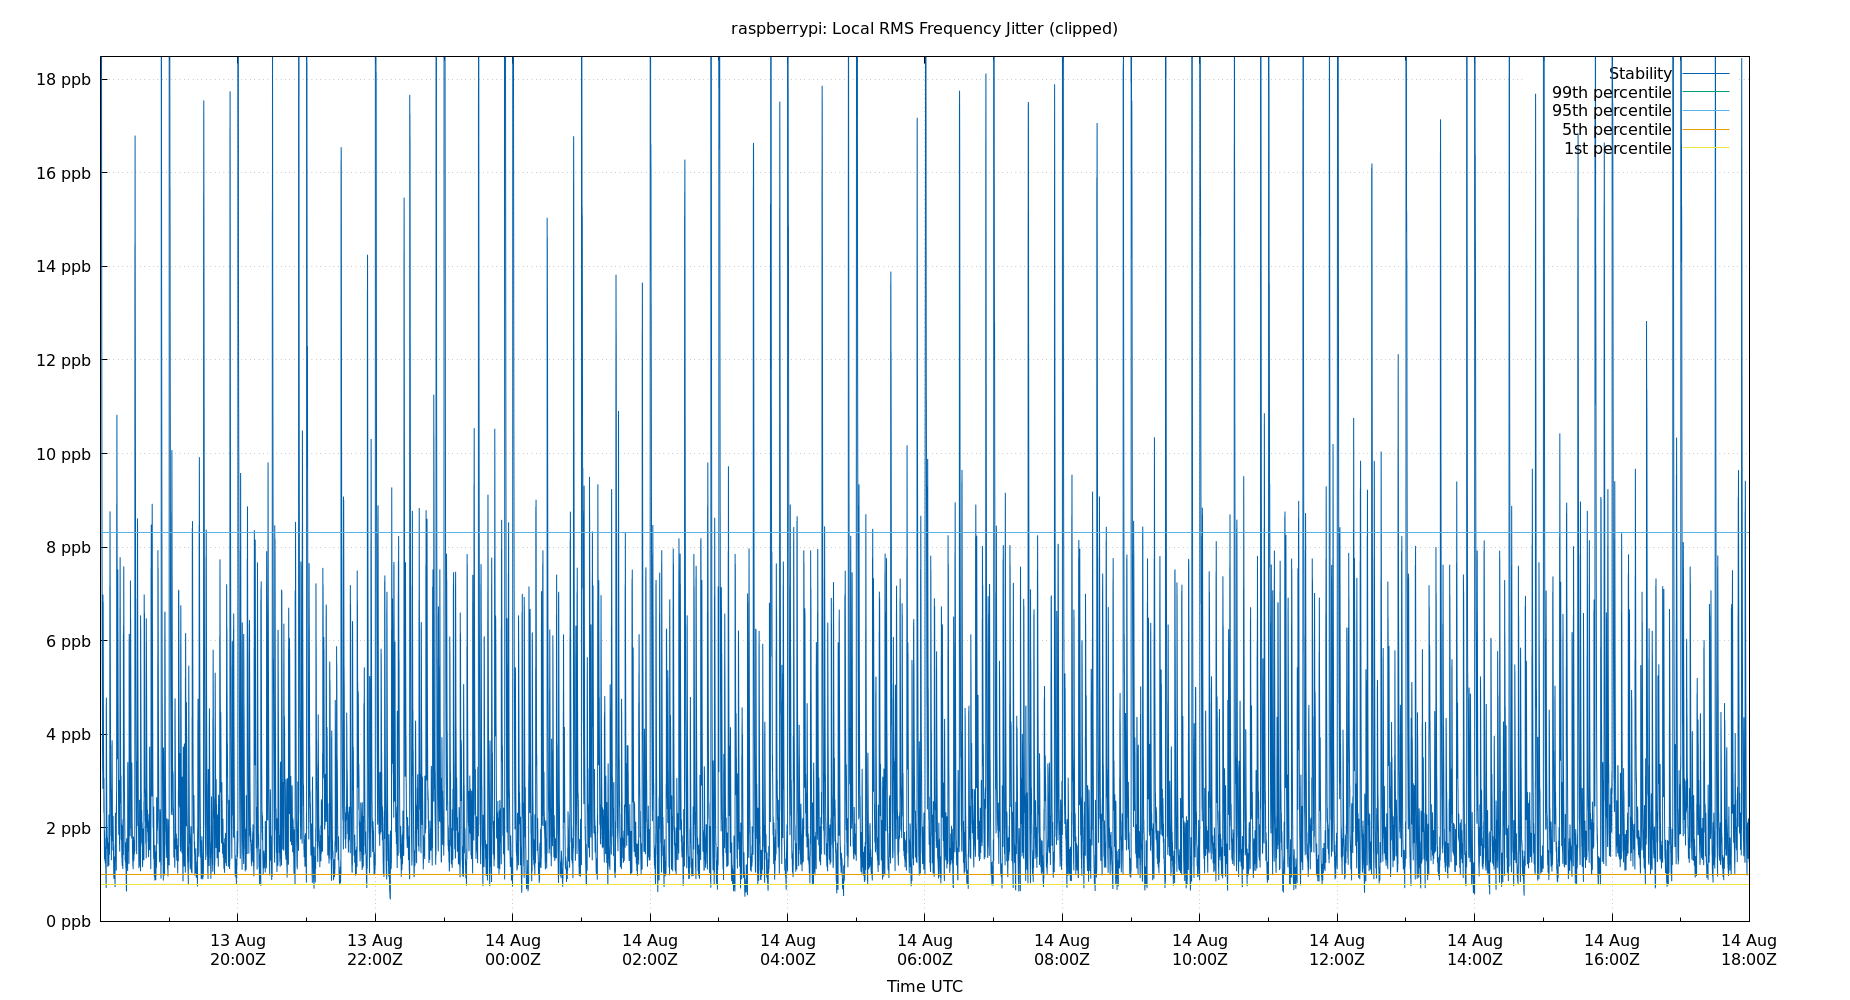 raspberrypi: Local RMS Frequency Jitter (clipped)
18 ppb
16 ppb
14 ppb
12 ppb
10 ppb
8 ppb
6 ppb
4 ppb
2 ppb
0 ppb
Stability
99th percentile
95th percentile
5th percentile
1st percentile
13 Aug 13 Aug 14 Aug 14 Aug 14 Aug 14 Aug 14 Aug 14 Aug 14 Aug 14 Aug 14 Aug 14 Aug
20:00Z 22:00Z 00:00Z 02:00Z 04:00Z 06:00Z 08:00Z 10:00Z 12:00Z 14:00Z 16:00Z 18:00Z
Time UTC